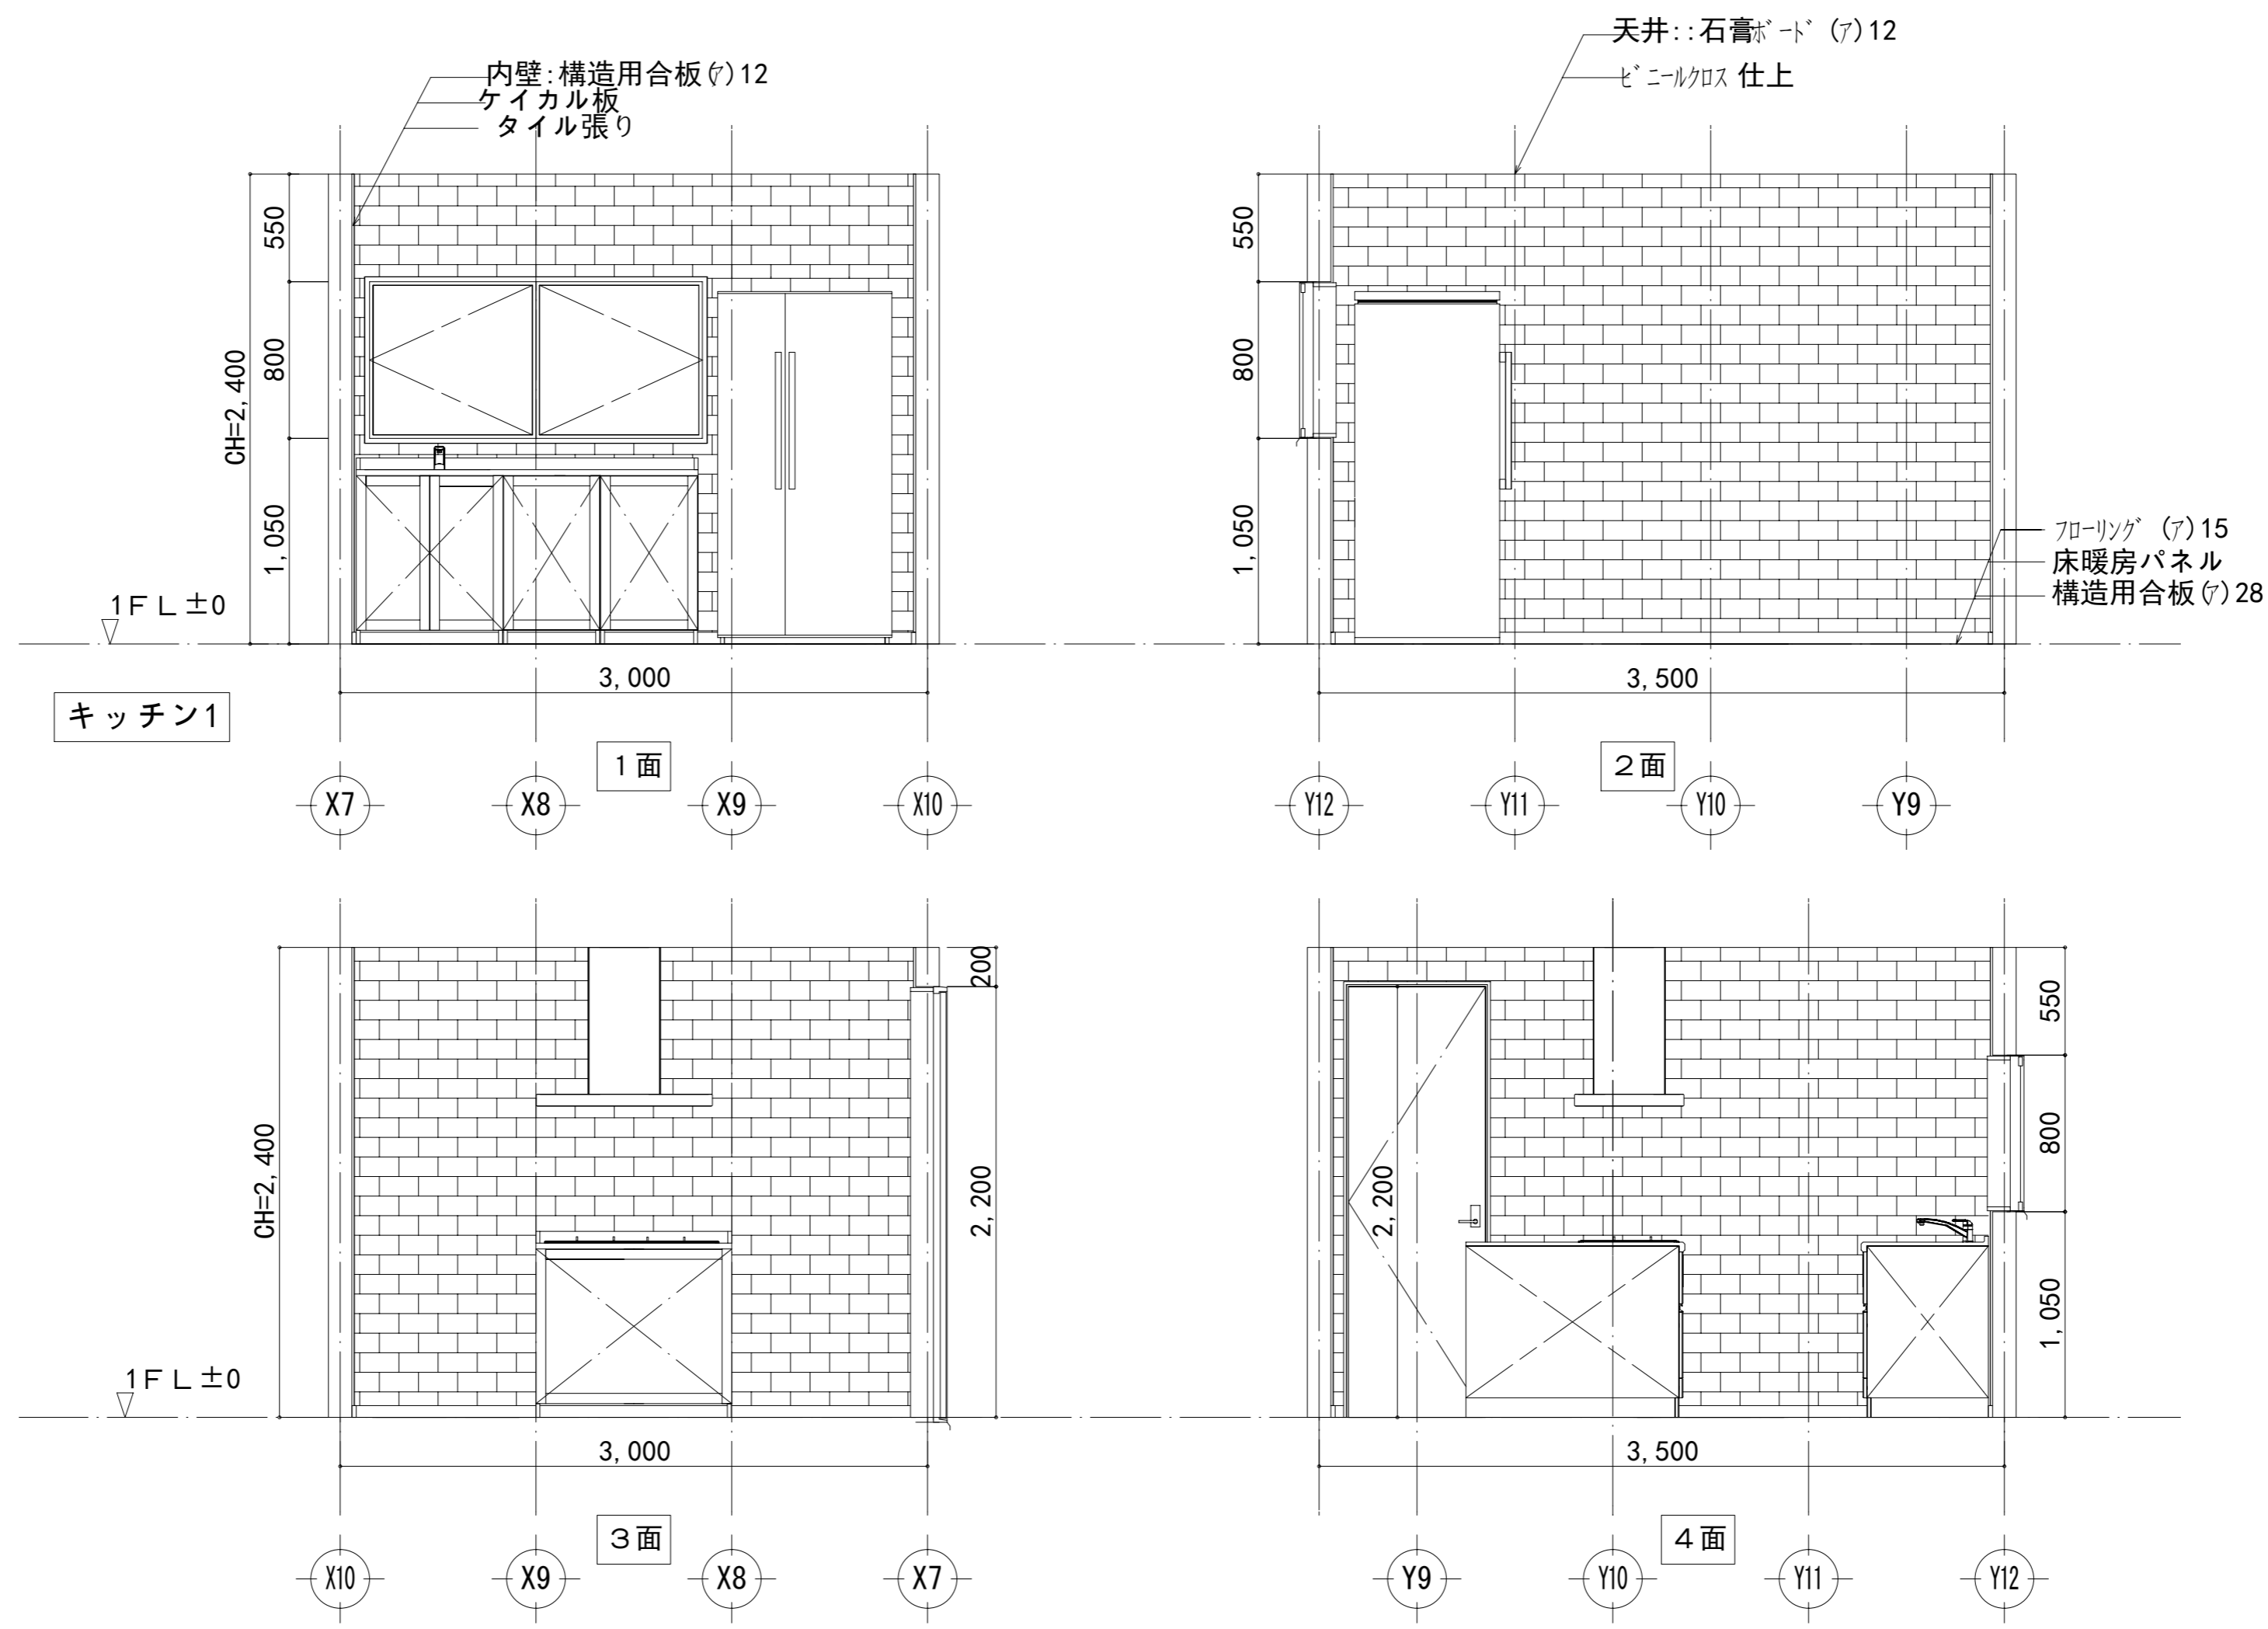 内壁:構造用合板(ア)12
ケイカル板
タイル張り
天井::石膏ボード (ア)12
ビニールクロス 仕上
550
800
1,050
CH=2,400
1ＦＬ±0
3,000
キッチン1
１面
X7
X8
X9
X10
550
800
1,050
フローリング (ア)15
床暖房パネル
構造用合板(ア)28
3,500
２面
Y12
Y11
Y10
Y9
CH=2,400
200
2,200
1ＦＬ±0
3,000
３面
X10
X9
X8
X7
2,200
550
800
1,050
3,500
４面
Y9
Y10
Y11
Y12